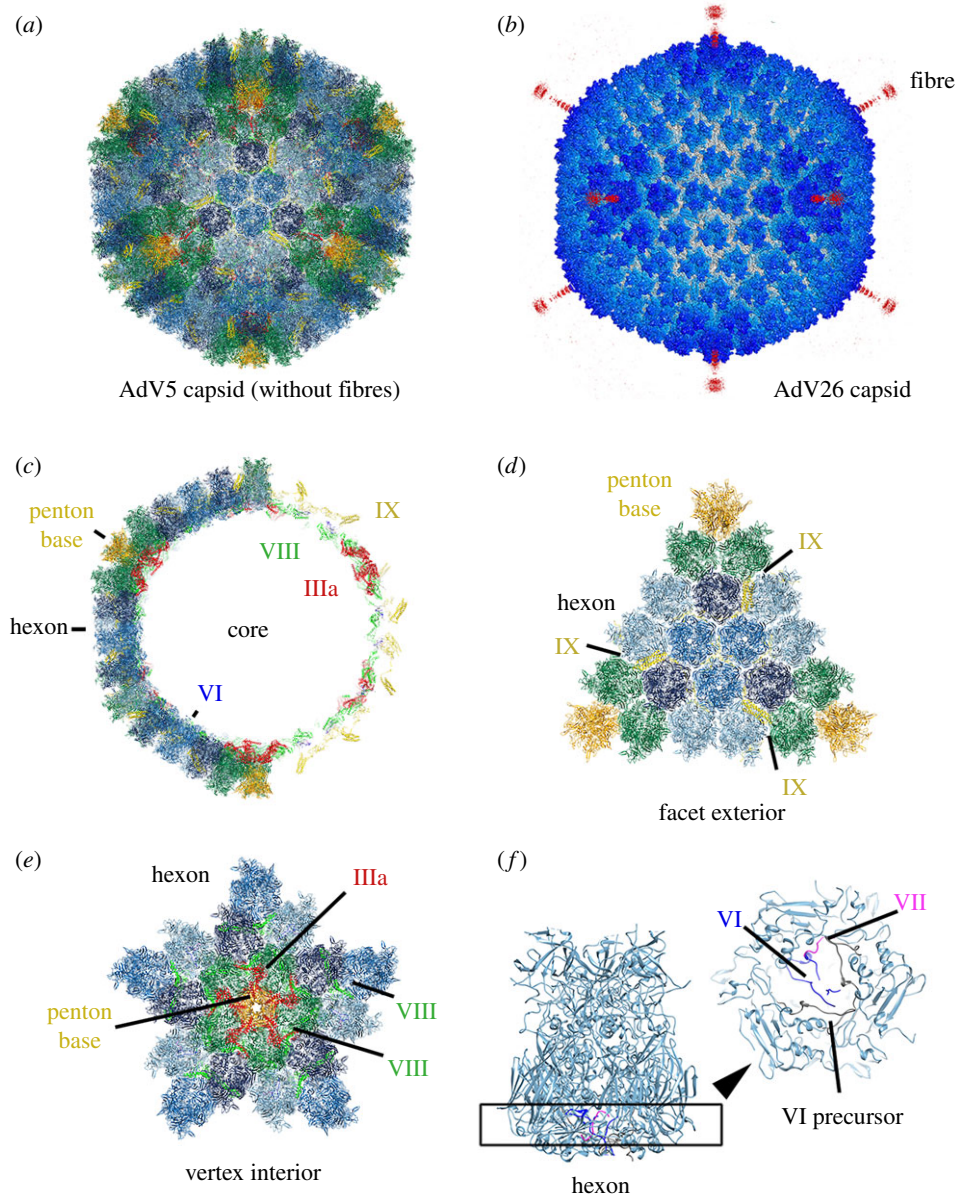 (a)
(b)
fibre
AdV5 capsid (without fibres)
AdV26 capsid
(c)
(d)
penton
base
IX
VIII
IIIa
hexon
core
VI
penton
base
IX
hexon
IX
IX
facet exterior
(e)
(f)
hexon
IIIa
penton
base
VIII
VIII
vertex interior
VI
VII
VI precursor
hexon